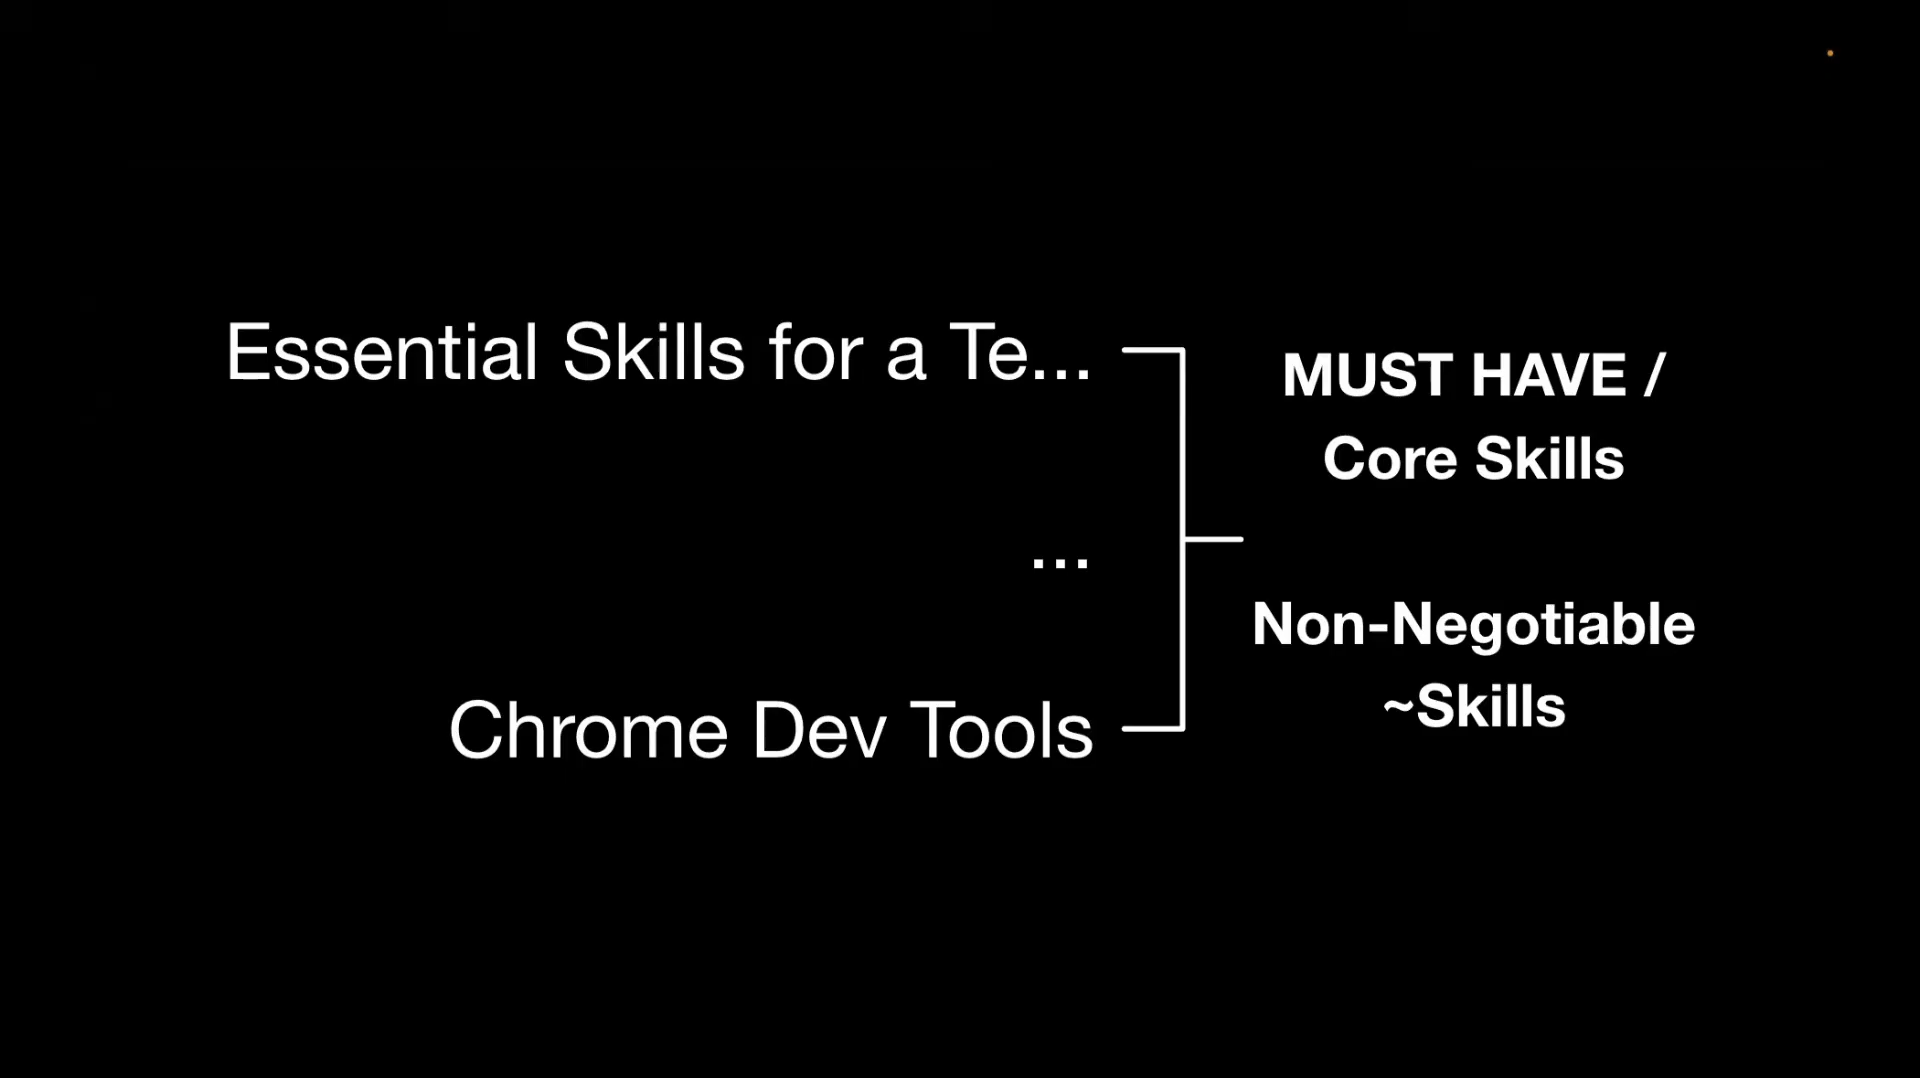 Essential Skills for a Te...
...
Chrome Dev Tools
MUST HAVE /
Core Skills
Non-Negotiable
~Skills